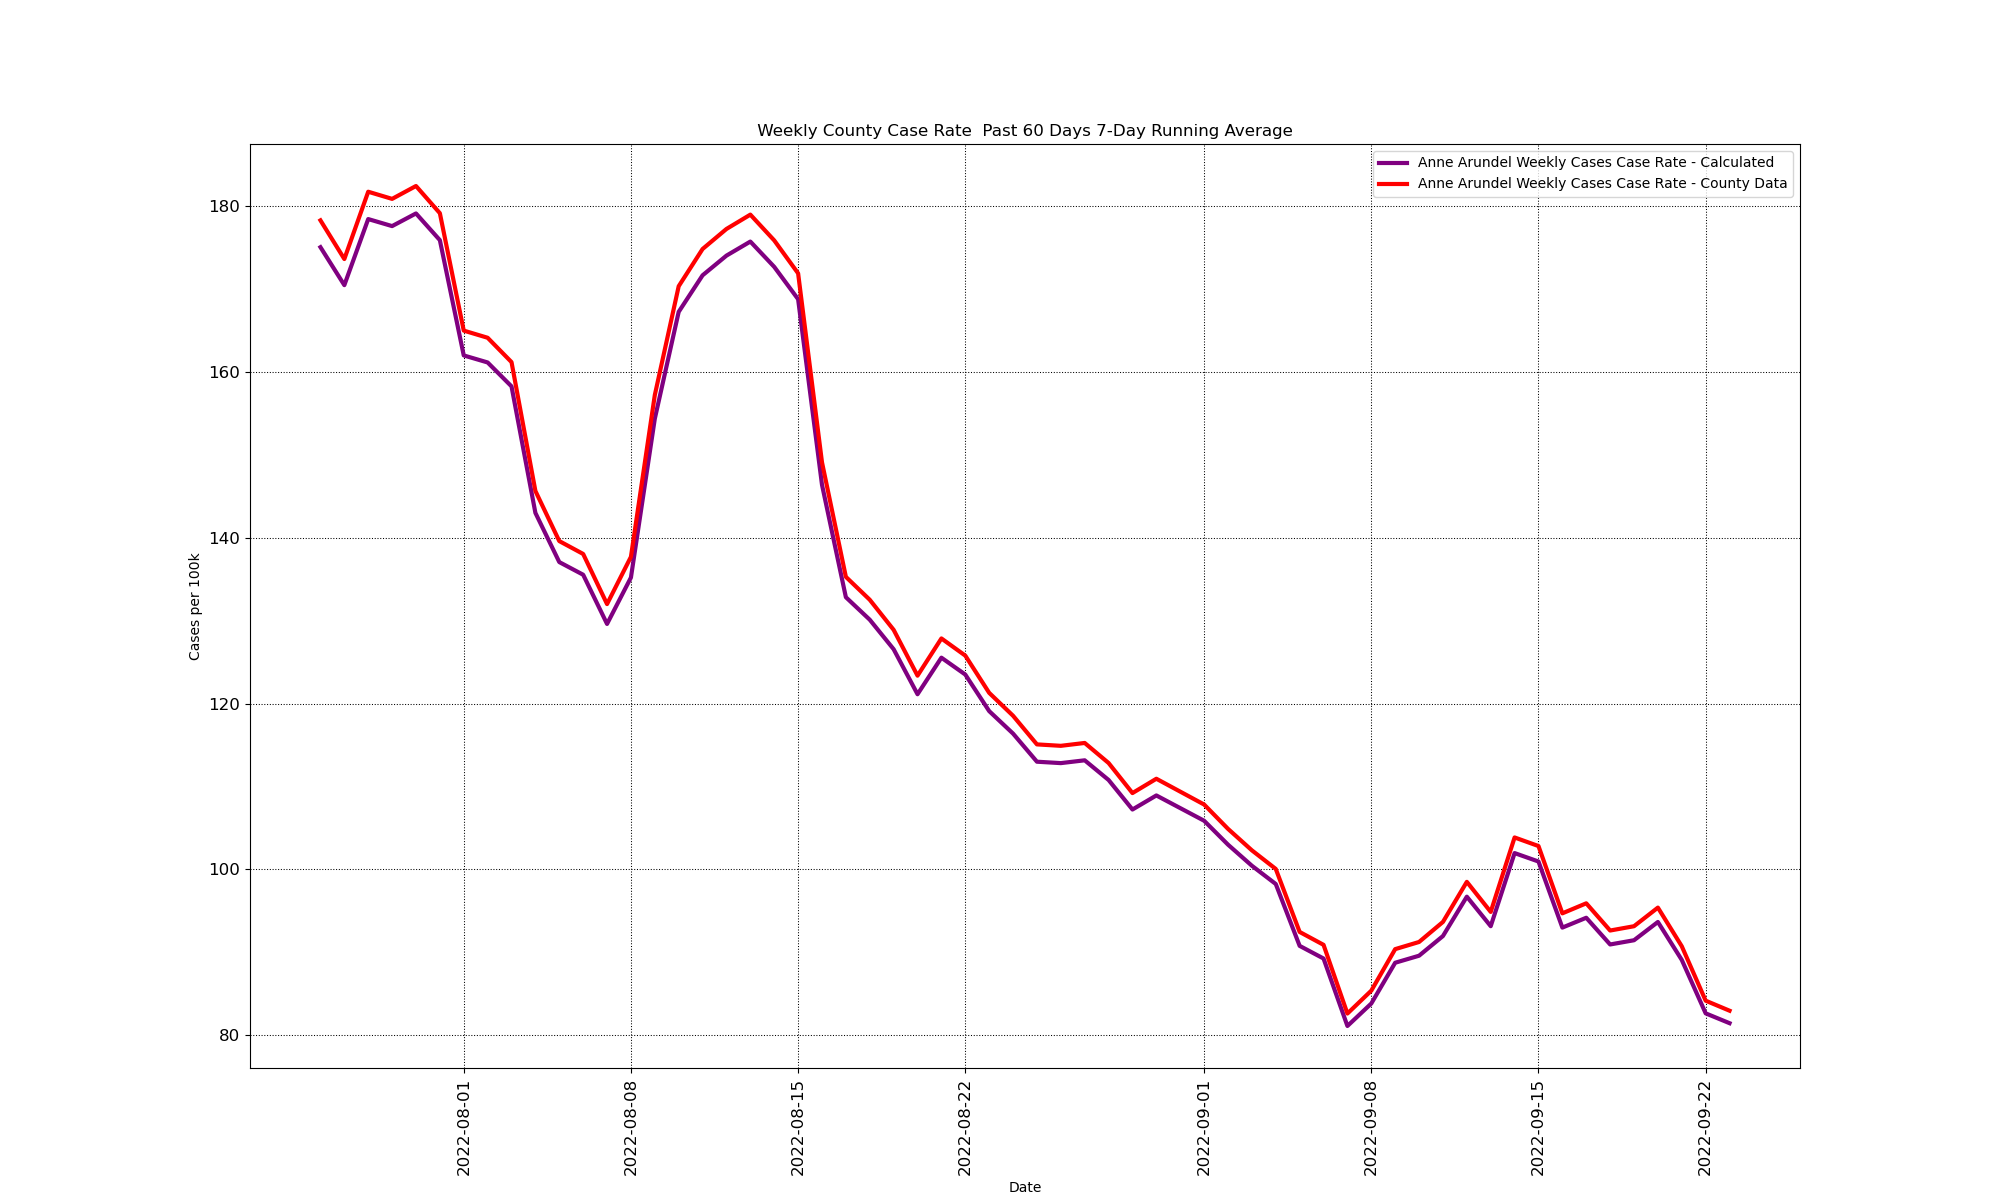 Weekly County Case Rate  Past 60 Days 7-Day Running Average
Anne Arundel Weekly Cases Case Rate - Calculated
Anne Arundel Weekly Cases Case Rate - County Data
Cases per 100k
180
160
140
120
100
80
2022-08-01
2022-08-08
2022-08-15
2022-08-22
2022-09-01
2022-09-08
2022-09-15
2022-09-22
Date